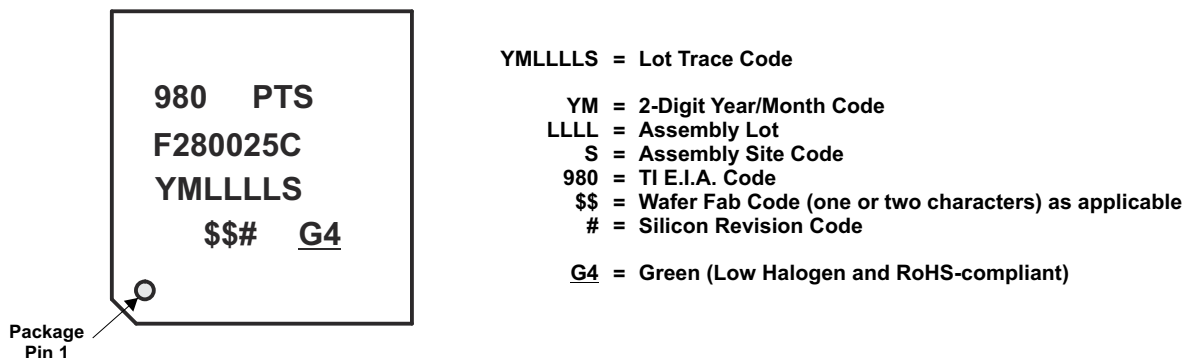 980 PTS
F280025C
YMLLLLS
$$# G4
Package
Pin 1
YMLLLLS = Lot Trace Code
YM = 2-Digit Year/Month Code
LLLL = Assembly Lot
S = Assembly Site Code
980 = TI E.I.A. Code
$$ = Wafer Fab Code (one or two characters) as applicable
# = Silicon Revision Code
G4 = Green (Low Halogen and RoHS-compliant)